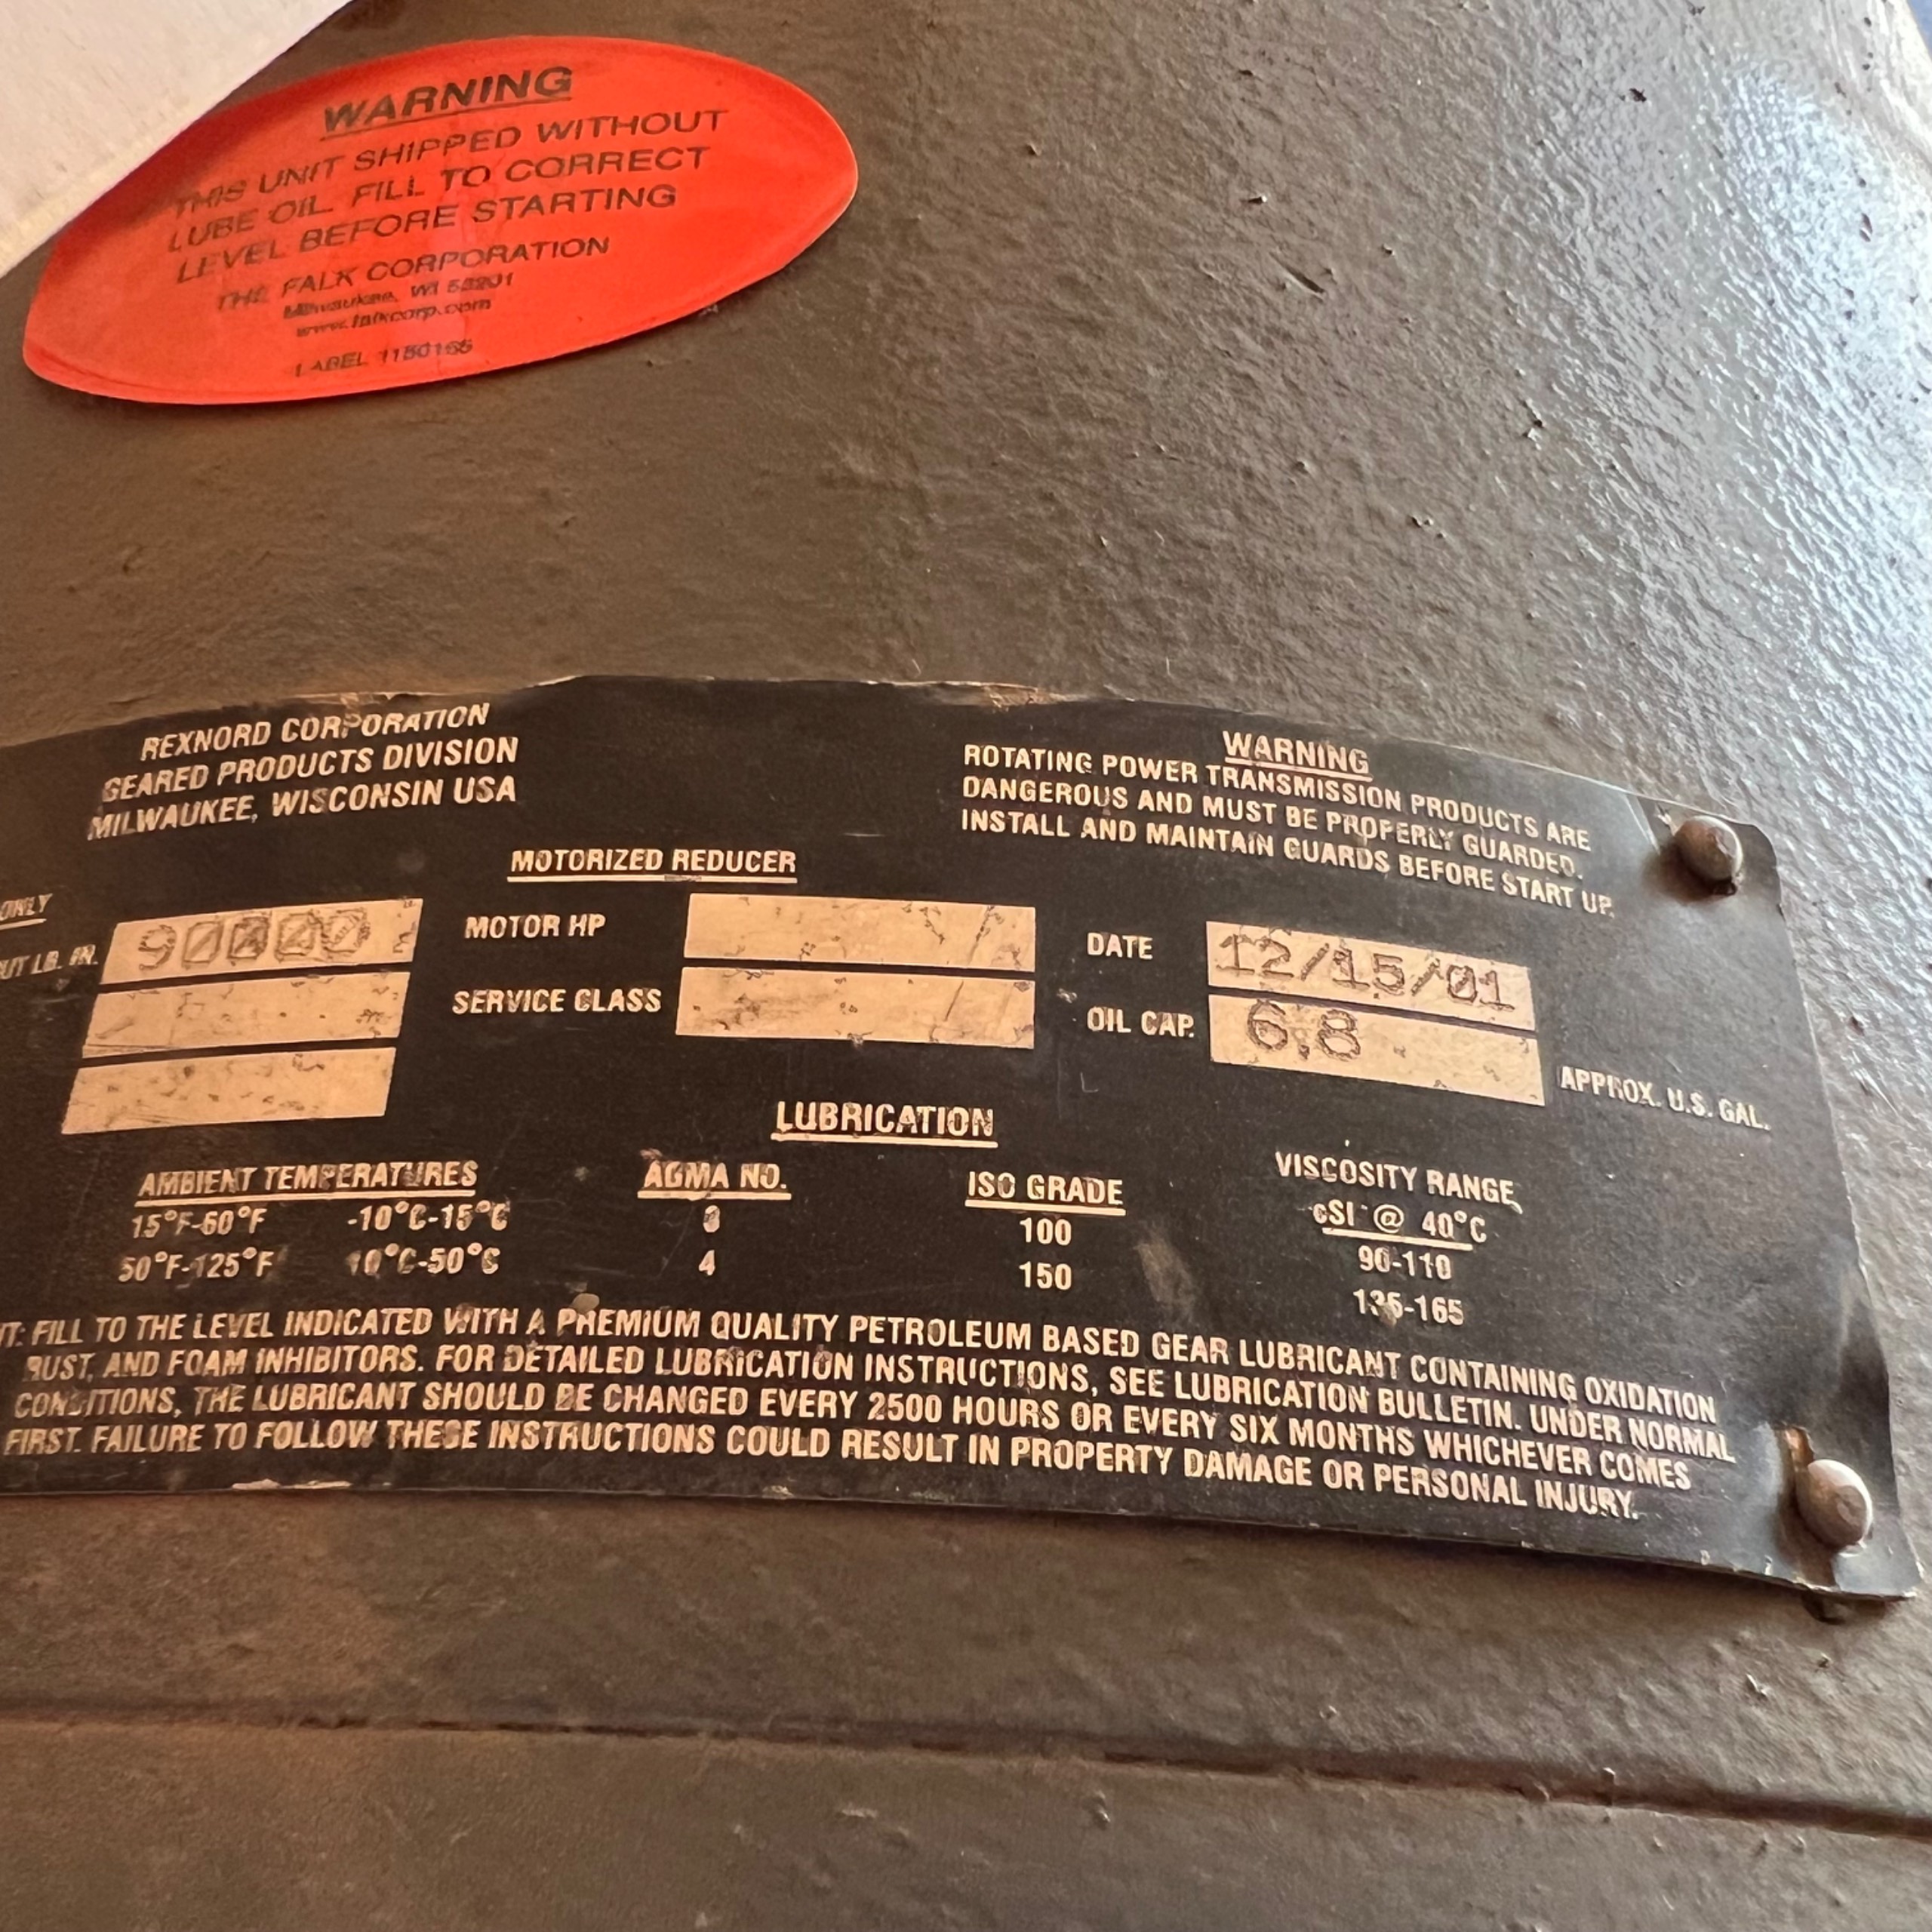 WARNING
THIS UNIT SHIPPED WITHOUT
LUBE OIL. FILL TO CORRECT
LEVEL BEFORE STARTING
THE FALK CORPORATION
Milwaukee, WI 53201
www.falkcorp.com
LABEL 1150165
REXNORD CORPORATION
GEARED PRODUCTS DIVISION
MILWAUKEE, WISCONSIN USA
WARNING
ROTATING POWER TRANSMISSION PRODUCTS ARE
DANGEROUS AND MUST BE PROPERLY GUARDED.
INSTALL AND MAINTAIN GUARDS BEFORE START UP.
MOTORIZED REDUCER
ONLY
LB. IN.
MOTOR HP
DATE 12/15/01
SERVICE CLASS
OIL CAP. 6.8 APPROX. U.S. GAL.
LUBRICATION
AMBIENT TEMPERATURES AGMA NO. ISO GRADE VISCOSITY RANGE
cSt @ 40°C
15°F-60°F -10°C-15°C 3 100 90-110
50°F-125°F 10°C-50°C 4 150 135-165
FILL TO THE LEVEL INDICATED WITH A PREMIUM QUALITY PETROLEUM BASED GEAR LUBRICANT CONTAINING OXIDATION
RUST, AND FOAM INHIBITORS. FOR DETAILED LUBRICATION INSTRUCTIONS, SEE LUBRICATION BULLETIN. UNDER NORMAL
CONDITIONS, THE LUBRICANT SHOULD BE CHANGED EVERY 2500 HOURS OR EVERY SIX MONTHS WHICHEVER COMES
FIRST. FAILURE TO FOLLOW THESE INSTRUCTIONS COULD RESULT IN PROPERTY DAMAGE OR PERSONAL INJURY.